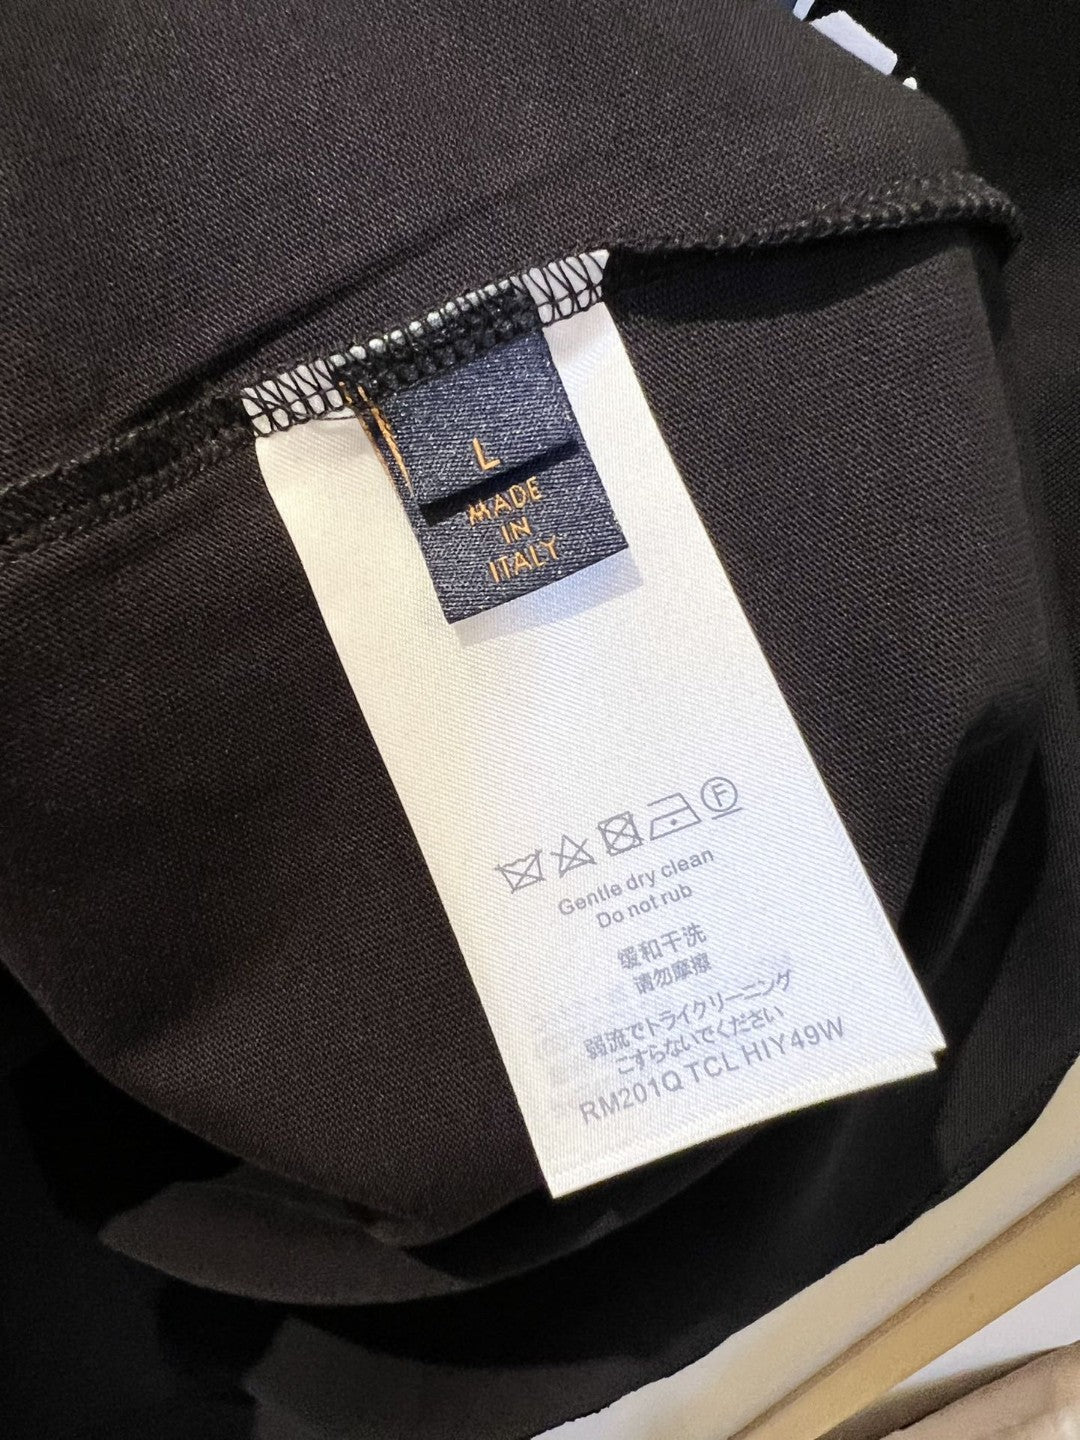 L
MADE
IN
ITALY
F
Gentle dry clean
Do not rub
缓和干洗
请勿摩擦
弱流でトライクリーニング
こすらないでください
RM201Q TCL HIY49W